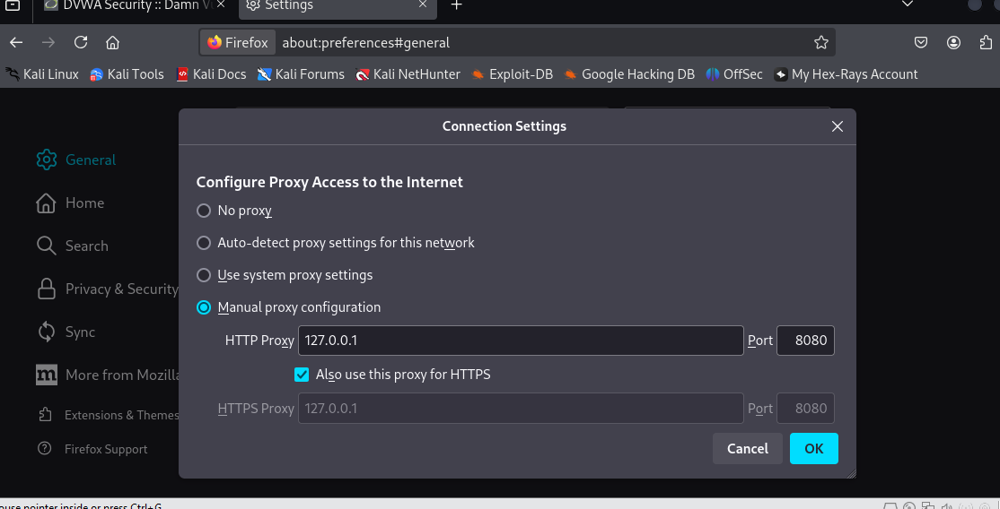 DVWA Security :: Damn Vu
Settings
Firefox about:preferences#general
Kali Linux Kali Tools Kali Docs Kali Forums Kali NetHunter Exploit-DB Google Hacking DB OffSec My Hex-Rays Account
Connection Settings
General
Home
Search
Privacy & Security
Sync
More from Mozilla
Extensions & Themes
Firefox Support
Configure Proxy Access to the Internet
No proxy
Auto-detect proxy settings for this network
Use system proxy settings
Manual proxy configuration
HTTP Proxy 127.0.0.1 Port 8080
Also use this proxy for HTTPS
HTTPS Proxy 127.0.0.1 Port 8080
Cancel OK
pointer inside or press Ctrl+G